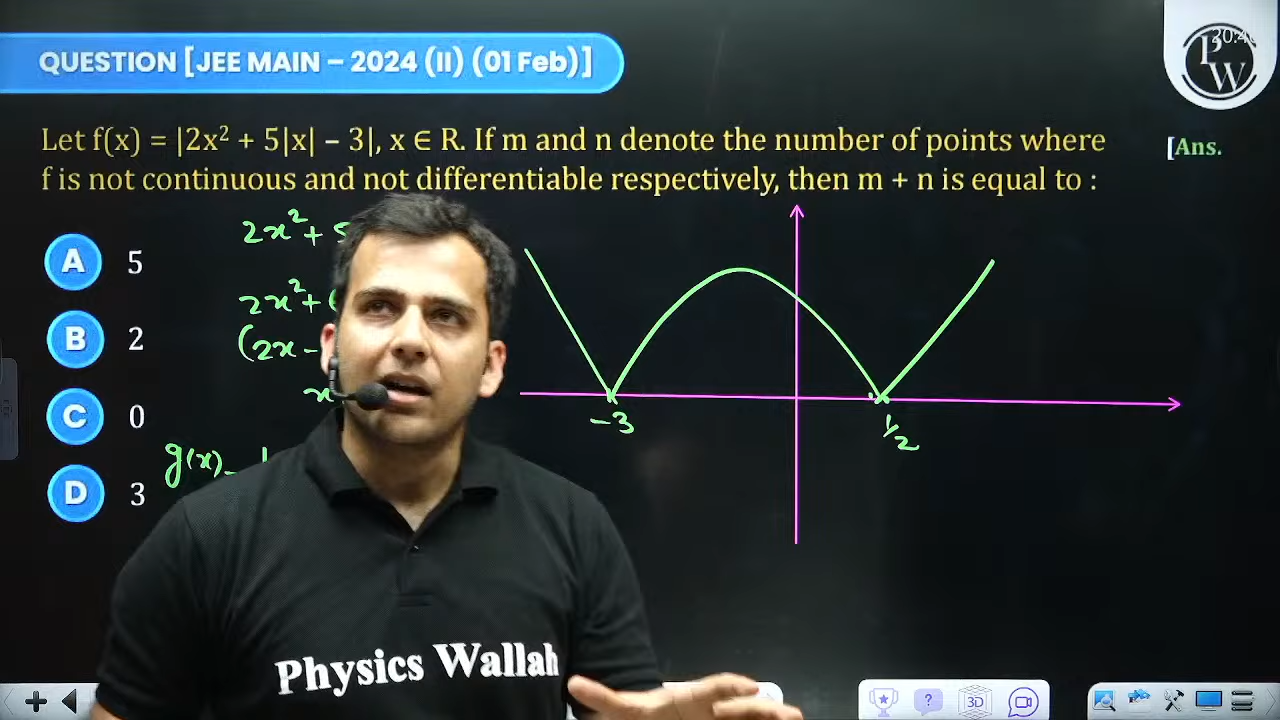 QUESTION [JEE MAIN – 2024 (II) (01 Feb)]
Let f(x) = |2x² + 5|x| – 3|, x ∈ R. If m and n denote the number of points where
[Ans.
f is not continuous and not differentiable respectively, then m + n is equal to :
A 5
B 2
C 0
D 3
2x² + 5
2x² +
(2x –
x
g(x)
-3
1/2
PW
Physics Wallah
?
3D